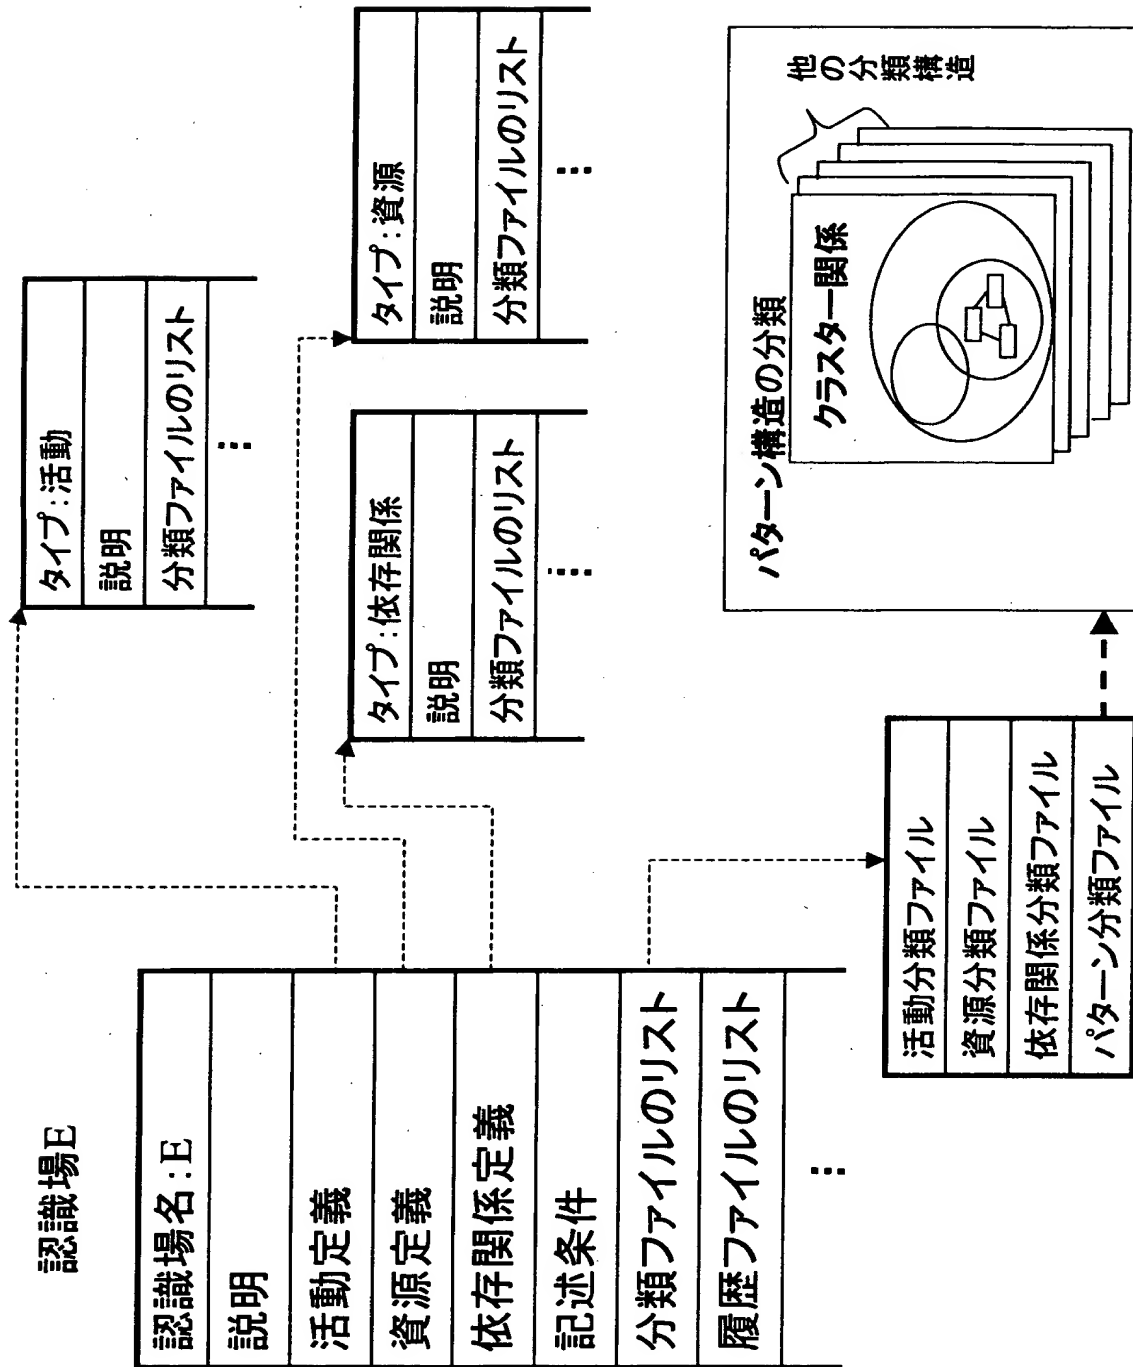 認識場E
認識場名:E
説明
活動定義
資源定義
依存関係定義
記述条件
分類ファイルのリスト
履歴ファイルのリスト
タイプ:活動
説明
分類ファイルのリスト
タイプ:資源
説明
分類ファイルのリスト
タイプ:依存関係
説明
分類ファイルのリスト
活動分類ファイル
資源分類ファイル
依存関係分類ファイル
パターン分類ファイル
パターン構造の分類
クラスター関係
他の分類構造